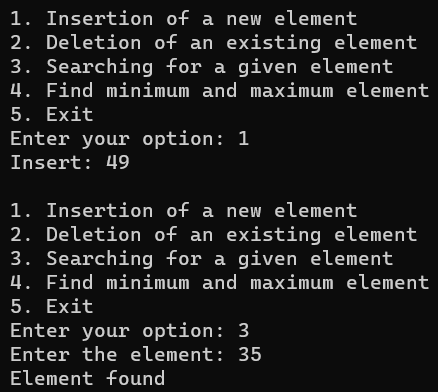 1. Insertion of a new element
2. Deletion of an existing element
3. Searching for a given element
4. Find minimum and maximum element
5. Exit
Enter your option: 1
Insert: 49

1. Insertion of a new element
2. Deletion of an existing element
3. Searching for a given element
4. Find minimum and maximum element
5. Exit
Enter your option: 3
Enter the element: 35
Element found